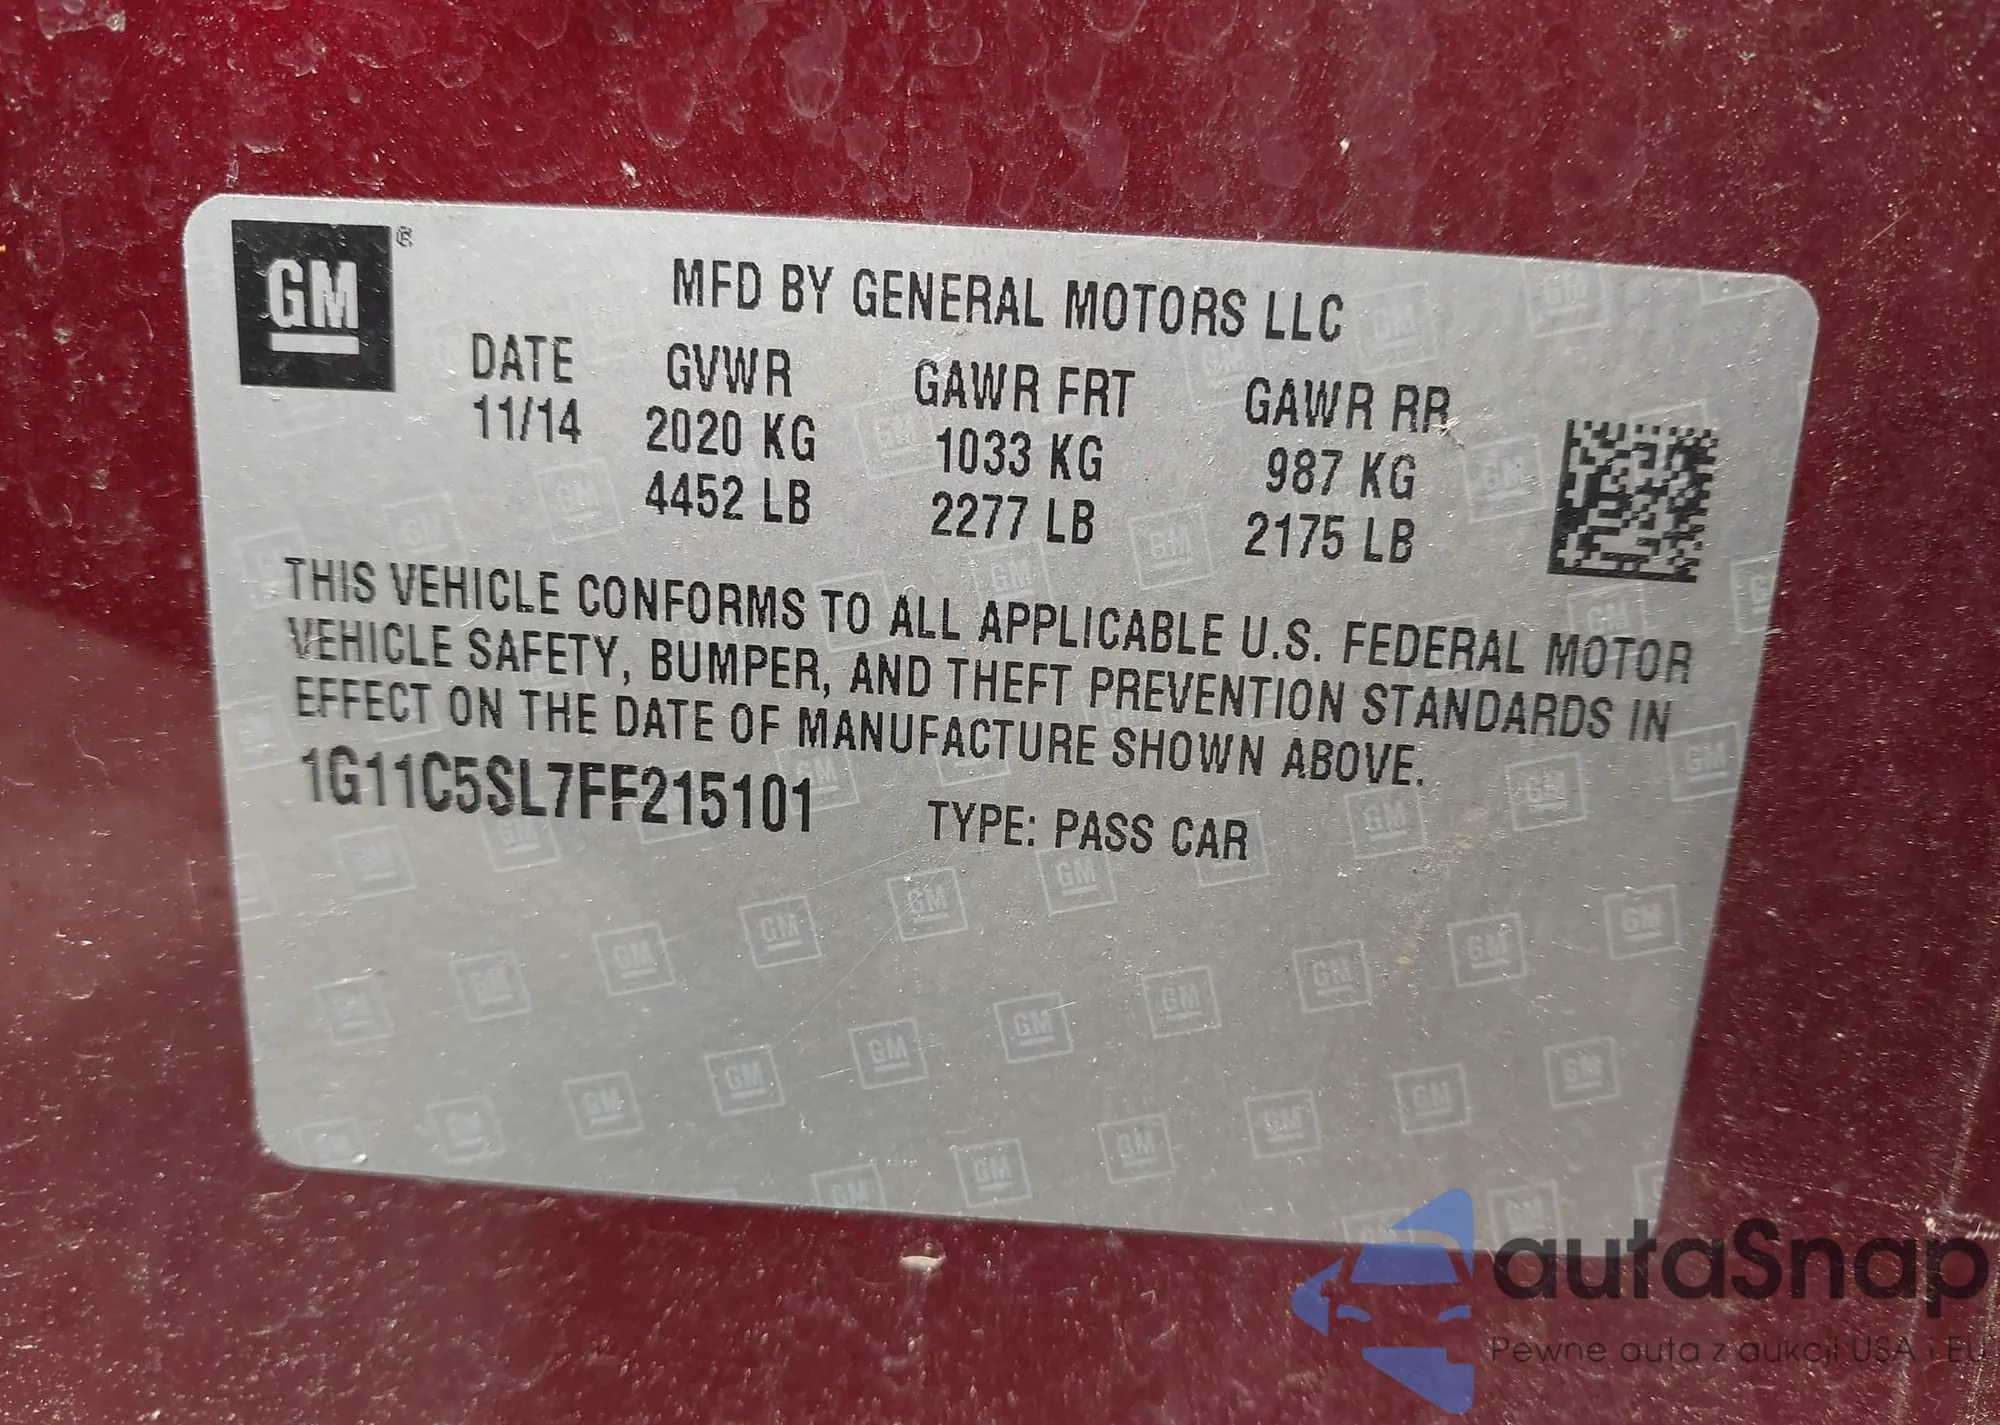 GM ®
MFD BY GENERAL MOTORS LLC
DATE GVWR GAWR FRT GAWR RR
11/14 2020 KG 1033 KG 987 KG
4452 LB 2277 LB 2175 LB
THIS VEHICLE CONFORMS TO ALL APPLICABLE U.S. FEDERAL MOTOR
VEHICLE SAFETY, BUMPER, AND THEFT PREVENTION STANDARDS IN
EFFECT ON THE DATE OF MANUFACTURE SHOWN ABOVE.
1G11C5SL7FF215101 TYPE: PASS CAR
autaSnap
Pewne auta z aukcji USA i EU